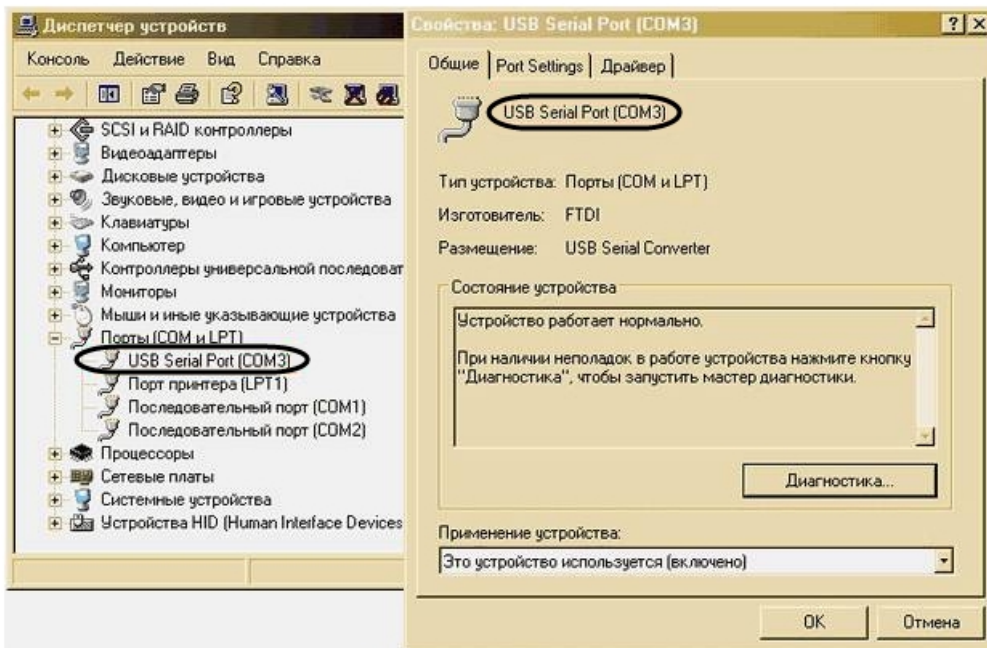 Диспетчер устройств
Консоль Действие Вид Справка
SCSI и RAID контроллеры
Видеоадаптеры
Дисковые устройства
Звуковые, видео и игровые устройства
Клавиатуры
Компьютер
Контроллеры универсальной последоват
Мониторы
Мыши и иные указывающие устройства
Порты (COM и LPT)
USB Serial Port (COM3)
Порт принтера (LPT1)
Последовательный порт (COM1)
Последовательный порт (COM2)
Процессоры
Сетевые платы
Системные устройства
Устройства HID (Human Interface Devices
Свойства: USB Serial Port (COM3)
Общие Port Settings Драйвер
USB Serial Port (COM3)
Тип устройства: Порты (COM и LPT)
Изготовитель: FTDI
Размещение: USB Serial Converter
Состояние устройства
Устройство работает нормально.
При наличии неполадок в работе устройства нажмите кнопку
"Диагностика", чтобы запустить мастер диагностики.
Диагностика...
Применение устройства:
Это устройство используется (включено)
OK Отмена